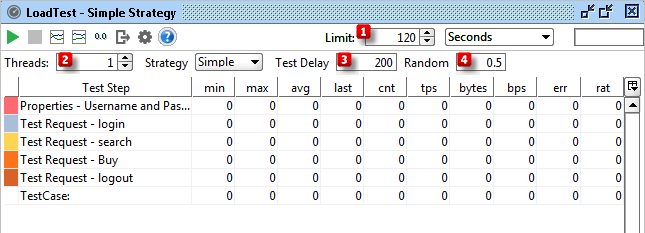 LoadTest - Simple Strategy
0.0 ? Limit: 1 120 Seconds
Threads: 2 1 Strategy Simple Test Delay 3 200 Random 4 0.5
Test Step min max avg last cnt tps bytes bps err rat
Properties - Username and Pas... 0 0 0 0 0 0 0 0 0 0
Test Request - login 0 0 0 0 0 0 0 0 0 0
Test Request - search 0 0 0 0 0 0 0 0 0 0
Test Request - Buy 0 0 0 0 0 0 0 0 0 0
Test Request - logout 0 0 0 0 0 0 0 0 0 0
TestCase: 0 0 0 0 0 0 0 0 0 0